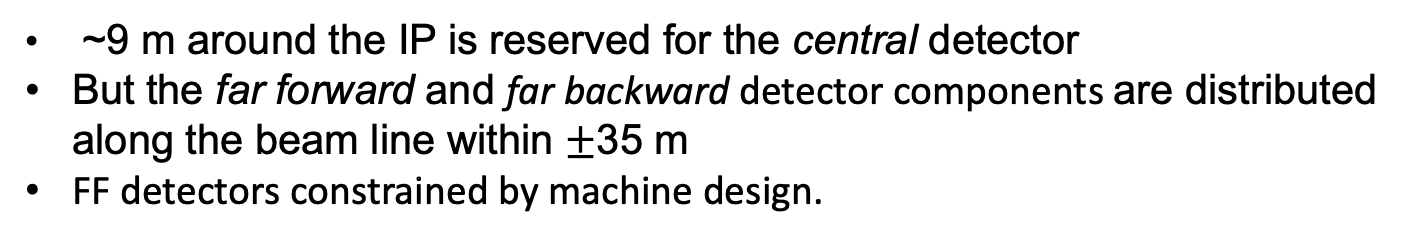 • ~9 m around the IP is reserved for the central detector
• But the far forward and far backward detector components are distributed
along the beam line within ±35 m
• FF detectors constrained by machine design.